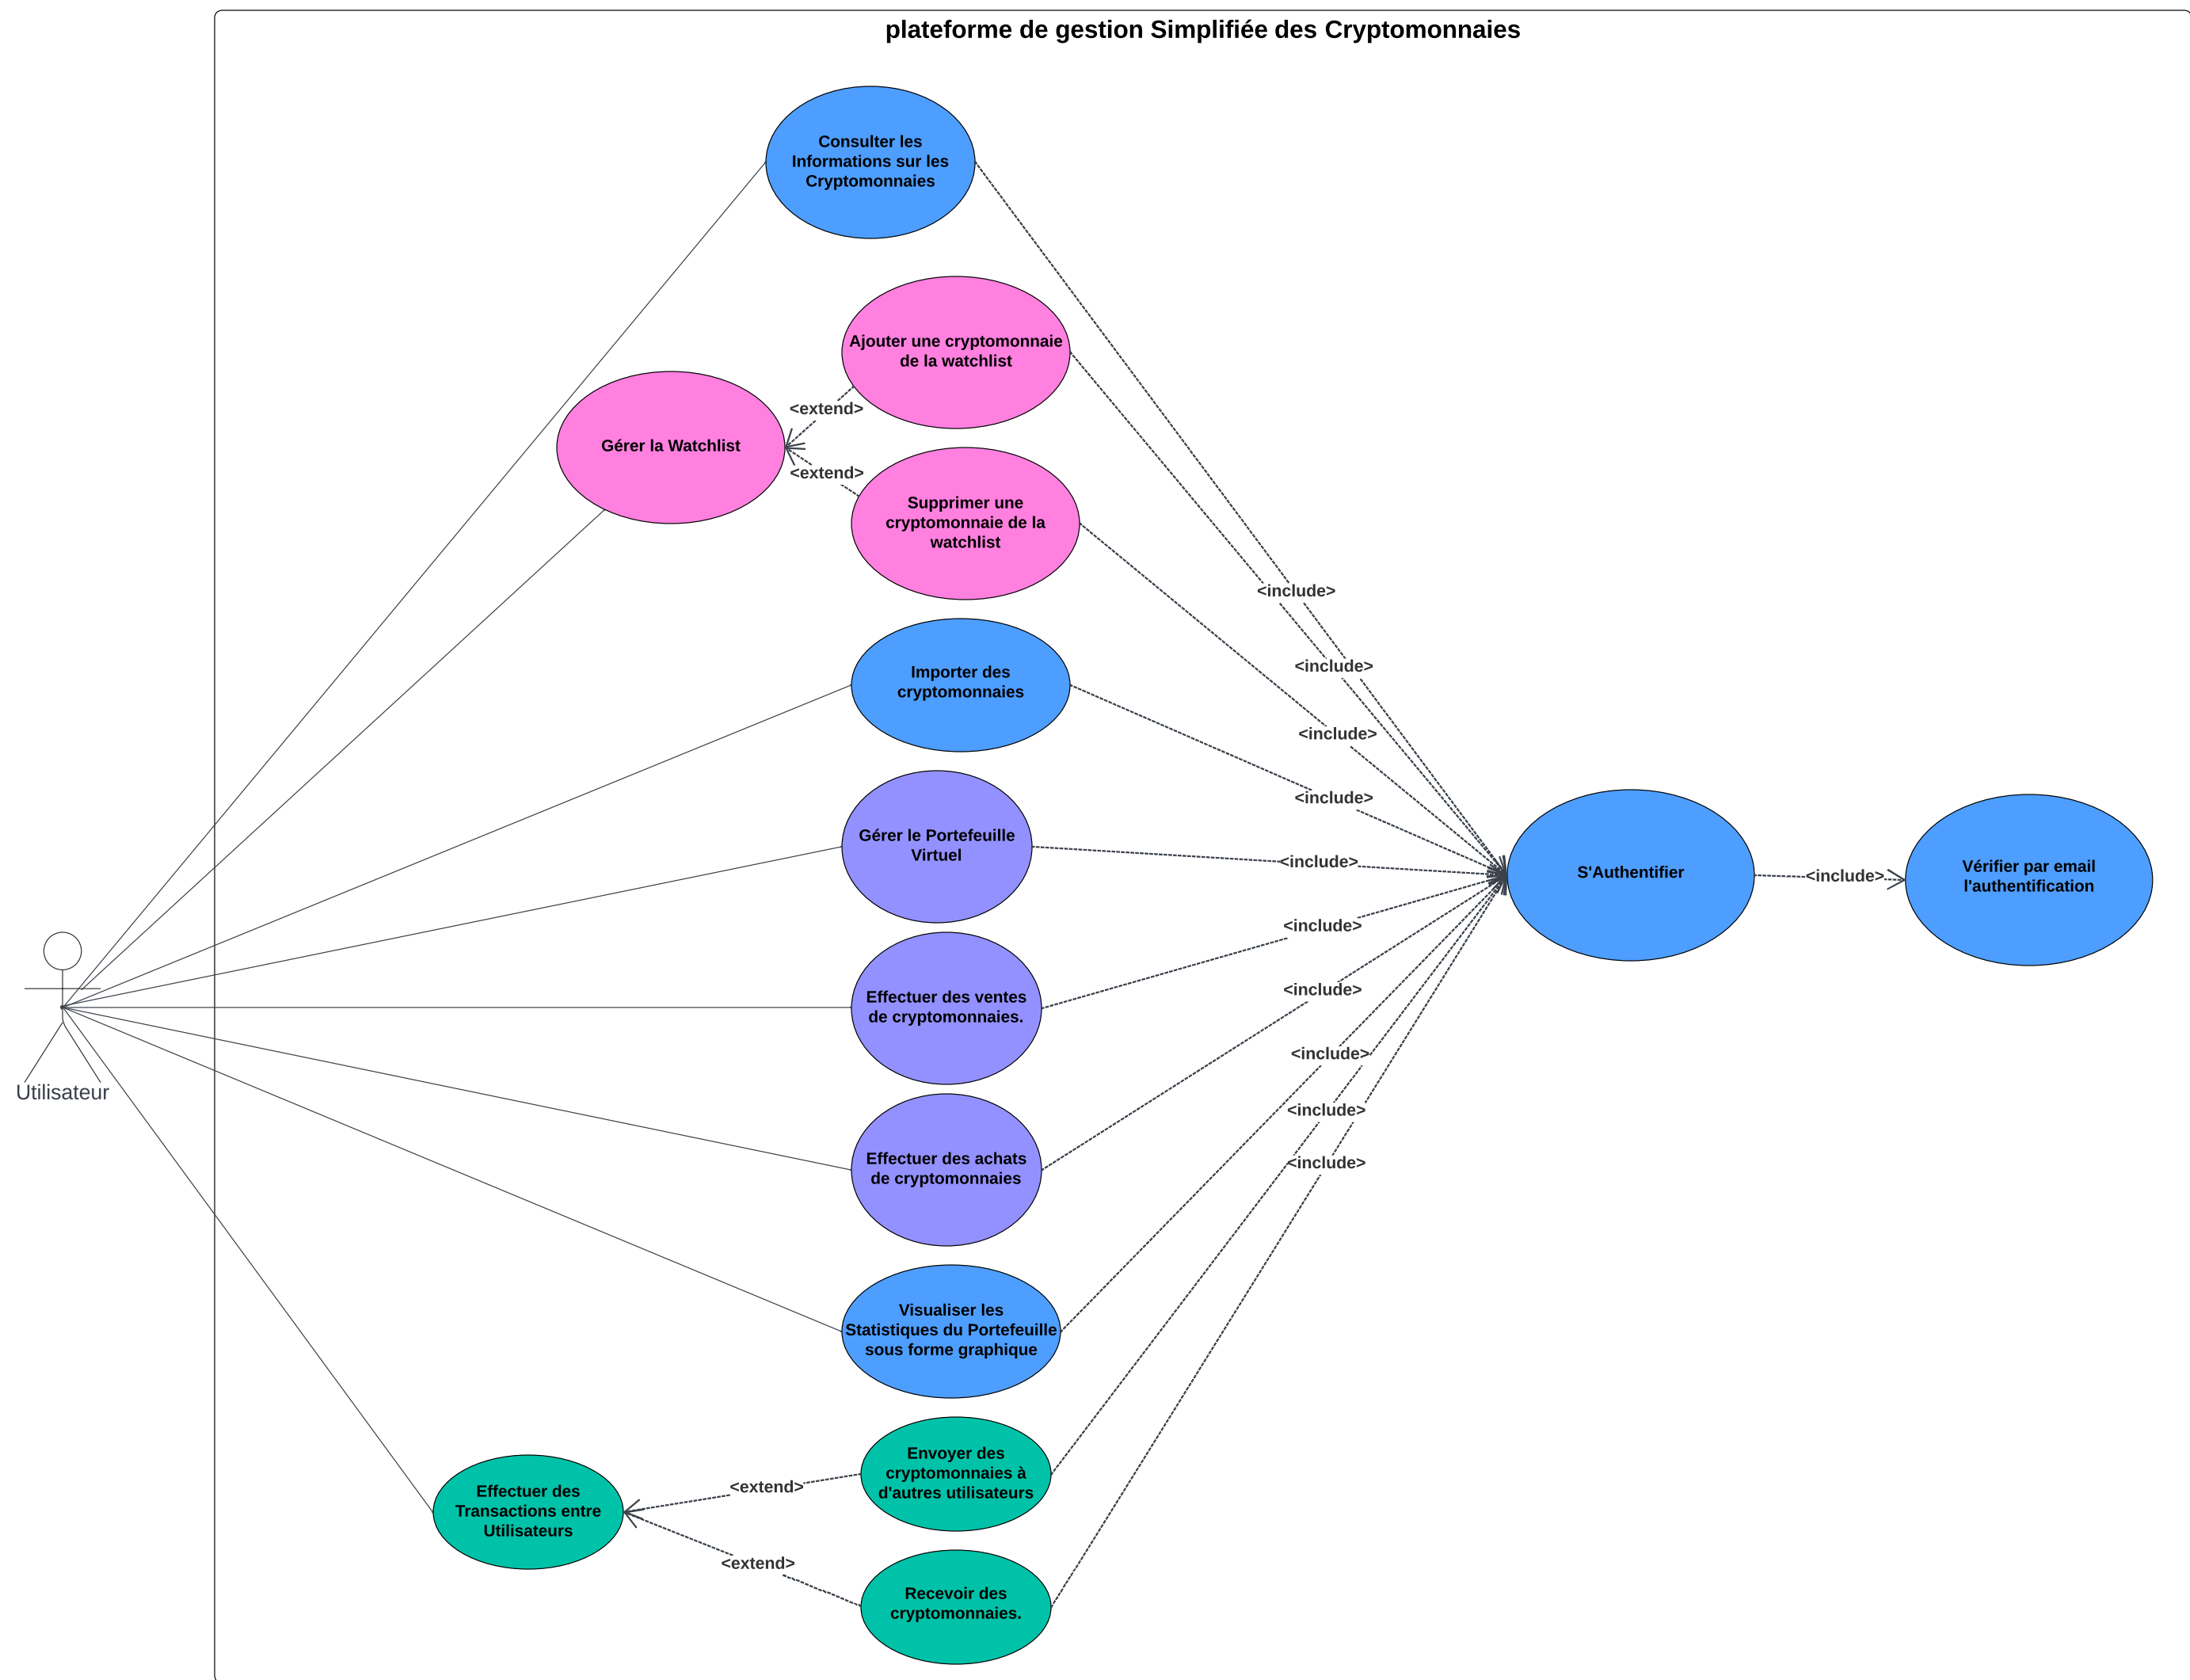 plateforme de gestion Simplifiée des Cryptomonnaies
Consulter les
Informations sur les
Cryptomonnaies
Ajouter une cryptomonnaie
de la watchlist
<extend>
Gérer la Watchlist
<extend>
Supprimer une
cryptomonnaie de la
watchlist
<include>
<include>
Importer des
cryptomonnaies
<include>
<include>
Gérer le Portefeuille
Virtuel
<include>
S'Authentifier
<include>
Vérifier par email
l'authentification
<include>
Effectuer des ventes
de cryptomonnaies.
<include>
Utilisateur
<include>
<include>
Effectuer des achats
de cryptomonnaies
<include>
Visualiser les
Statistiques du Portefeuille
sous forme graphique
Envoyer des
cryptomonnaies à
d'autres utilisateurs
<extend>
Effectuer des
Transactions entre
Utilisateurs
<extend>
Recevoir des
cryptomonnaies.